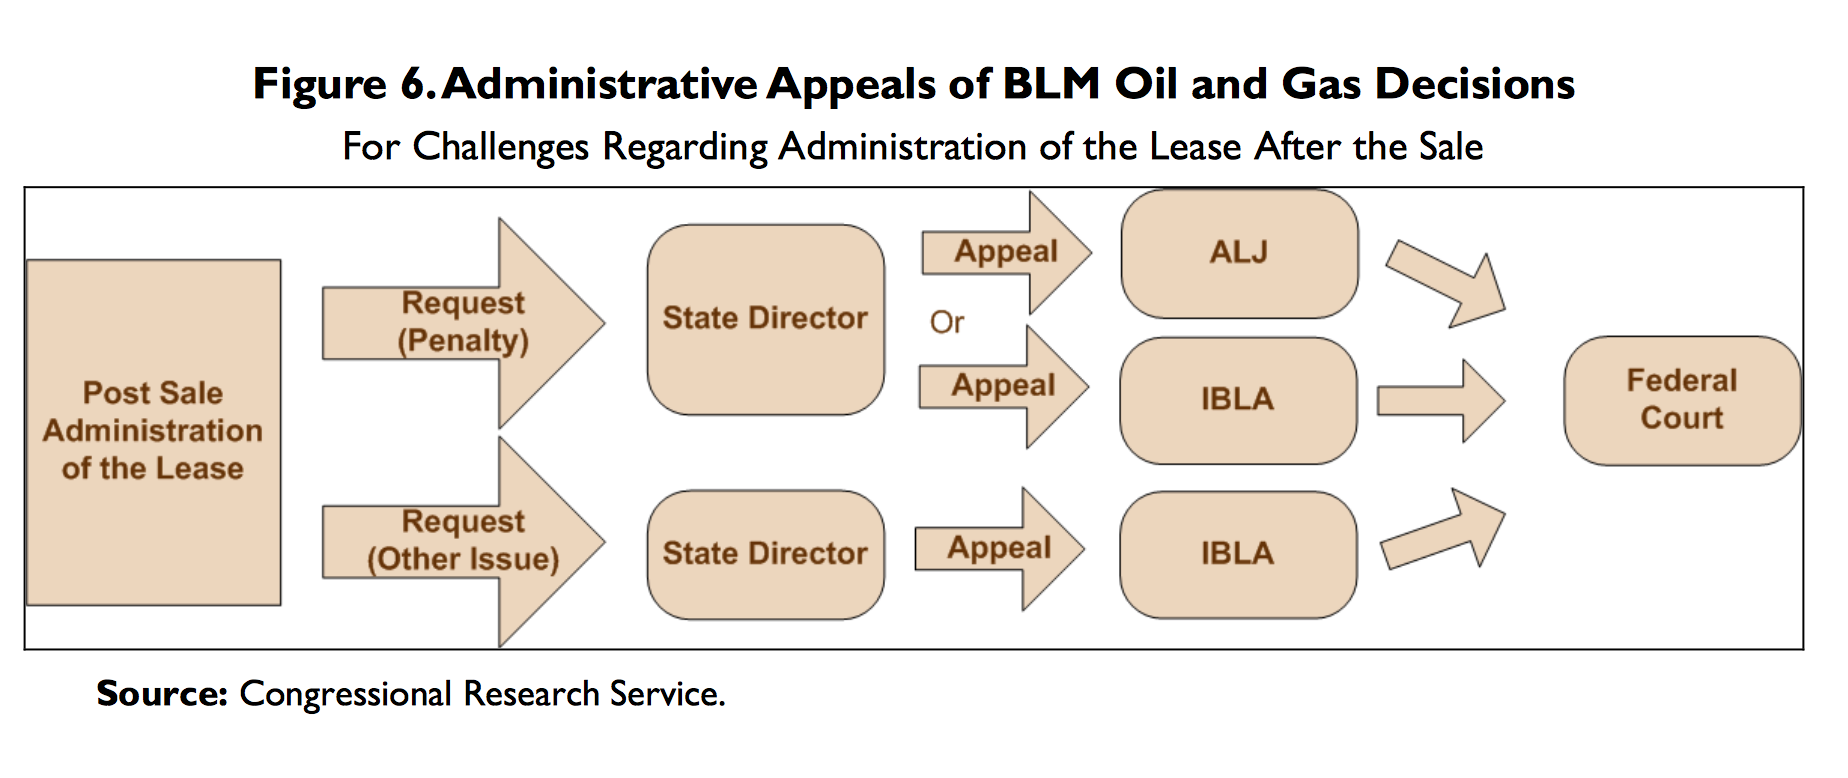 Figure 6. Administrative Appeals of BLM Oil and Gas Decisions
For Challenges Regarding Administration of the Lease After the Sale
Post Sale
Administration
of the Lease
Request
(Penalty)
State Director
Appeal
Or
Appeal
ALJ
IBLA
Request
(Other Issue)
State Director
Appeal
IBLA
Federal
Court
Source: Congressional Research Service.